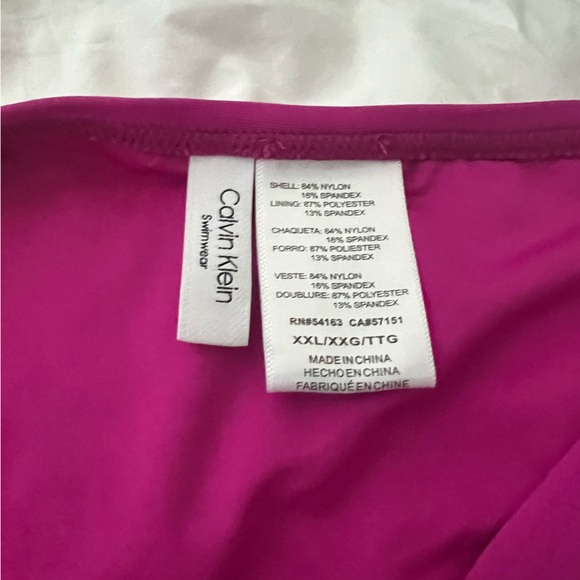 Calvin Klein
Swimwear
SHELL: 84% NYLON
16% SPANDEX
LINING: 87% POLYESTER
13% SPANDEX
CHAQUETA: 84% NYLON
16% SPANDEX
FORRO: 87% POLIESTER
13% SPANDEX
VESTE: 84% NYLON
16% SPANDEX
DOUBLURE: 87% POLYESTER
13% SPANDEX
RN#54163 CA#57151
XXL/XXG/TTG
MADE IN CHINA
HECHO EN CHINA
FABRIQUÉ EN CHINE